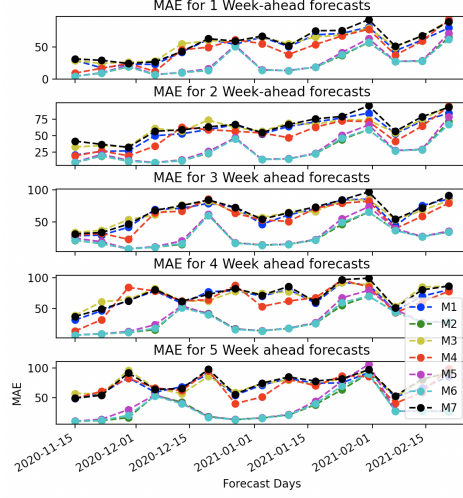 MAE for 1 Week-ahead forecasts
50
0
MAE for 2 Week-ahead forecasts
75
50
25
MAE for 3 Week-ahead forecasts
100
50
MAE for 4 Week ahead forecasts
100
50
MAE for 5 Week ahead forecasts
100
50
M1
M2
M3
M4
M5
M6
M7
MAE
2020-11-15
2020-12-01
2020-12-15
2021-01-01
2021-01-15
2021-02-01
2021-02-15
Forecast Days